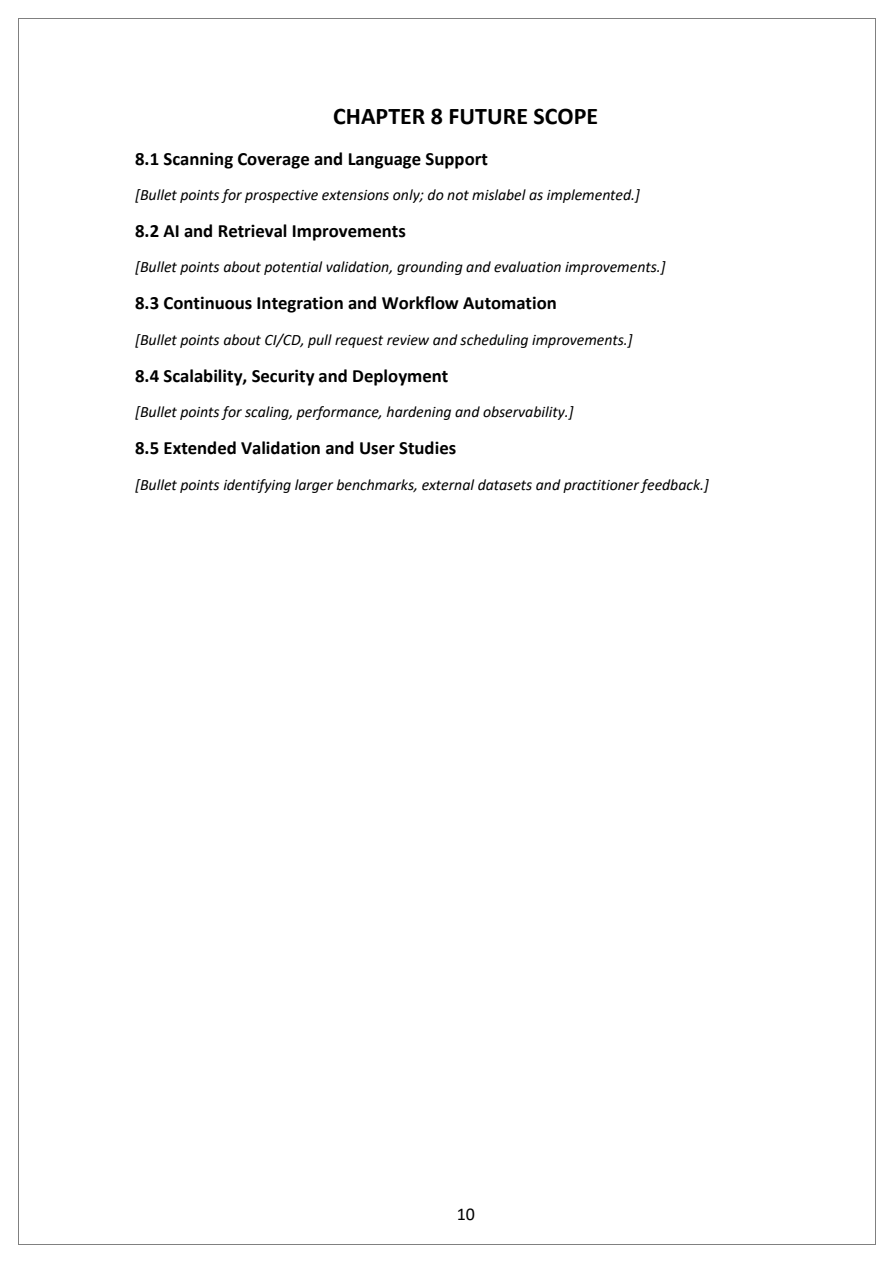 CHAPTER 8 FUTURE SCOPE
8.1 Scanning Coverage and Language Support
[Bullet points for prospective extensions only; do not mislabel as implemented.]
8.2 AI and Retrieval Improvements
[Bullet points about potential validation, grounding and evaluation improvements.]
8.3 Continuous Integration and Workflow Automation
[Bullet points about CI/CD, pull request review and scheduling improvements.]
8.4 Scalability, Security and Deployment
[Bullet points for scaling, performance, hardening and observability.]
8.5 Extended Validation and User Studies
[Bullet points identifying larger benchmarks, external datasets and practitioner feedback.]
10